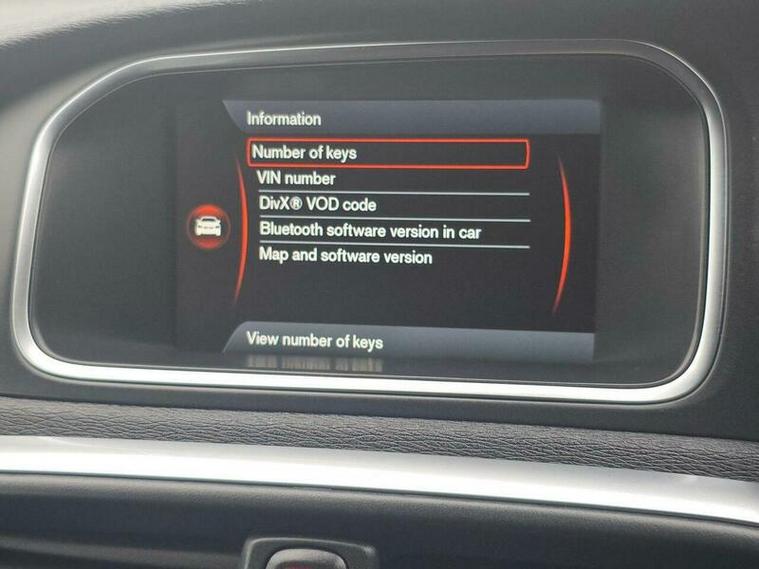 Information
Number of keys
VIN number
DivX® VOD code
Bluetooth software version in car
Map and software version
View number of keys